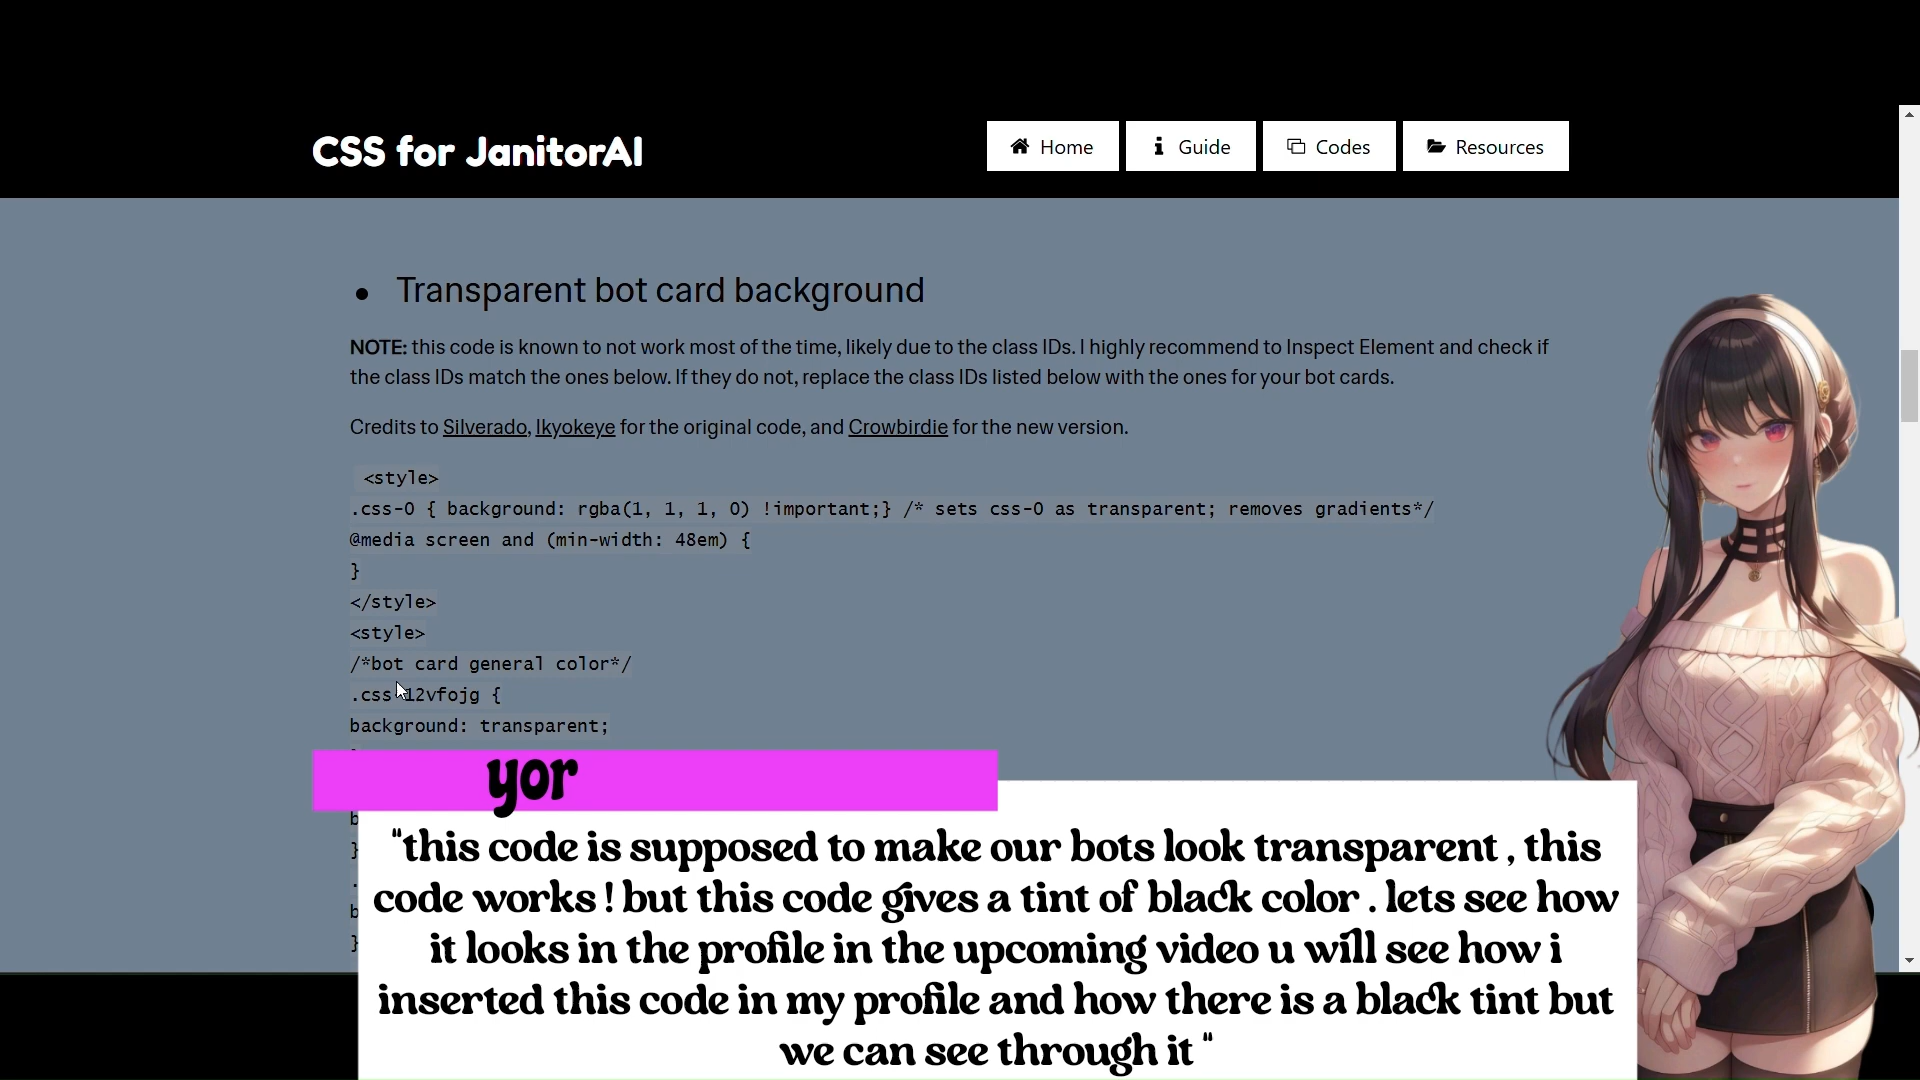 CSS for JanitorAI
Home
Guide
Codes
Resources
Transparent bot card background
NOTE: this code is known to not work most of the time, likely due to the class IDs. I highly recommend to Inspect Element and check if
the class IDs match the ones below. If they do not, replace the class IDs listed below with the ones for your bot cards.
Credits to Silverado, Ikyokeye for the original code, and Crowbirdie for the new version.
<style>
.css-0 { background: rgba(1, 1, 1, 0) !important;} /* sets css-0 as transparent; removes gradients*/
@media screen and (min-width: 48em) {
}
</style>
<style>
/*bot card general color*/
.css-12vfojg {
background: transparent;
yor
b
}
.
b
}
"this code is supposed to make our bots look transparent , this
code works ! but this code gives a tint of black color . lets see how
it looks in the profile in the upcoming video u will see how i
inserted this code in my profile and how there is a black tint but
we can see through it "